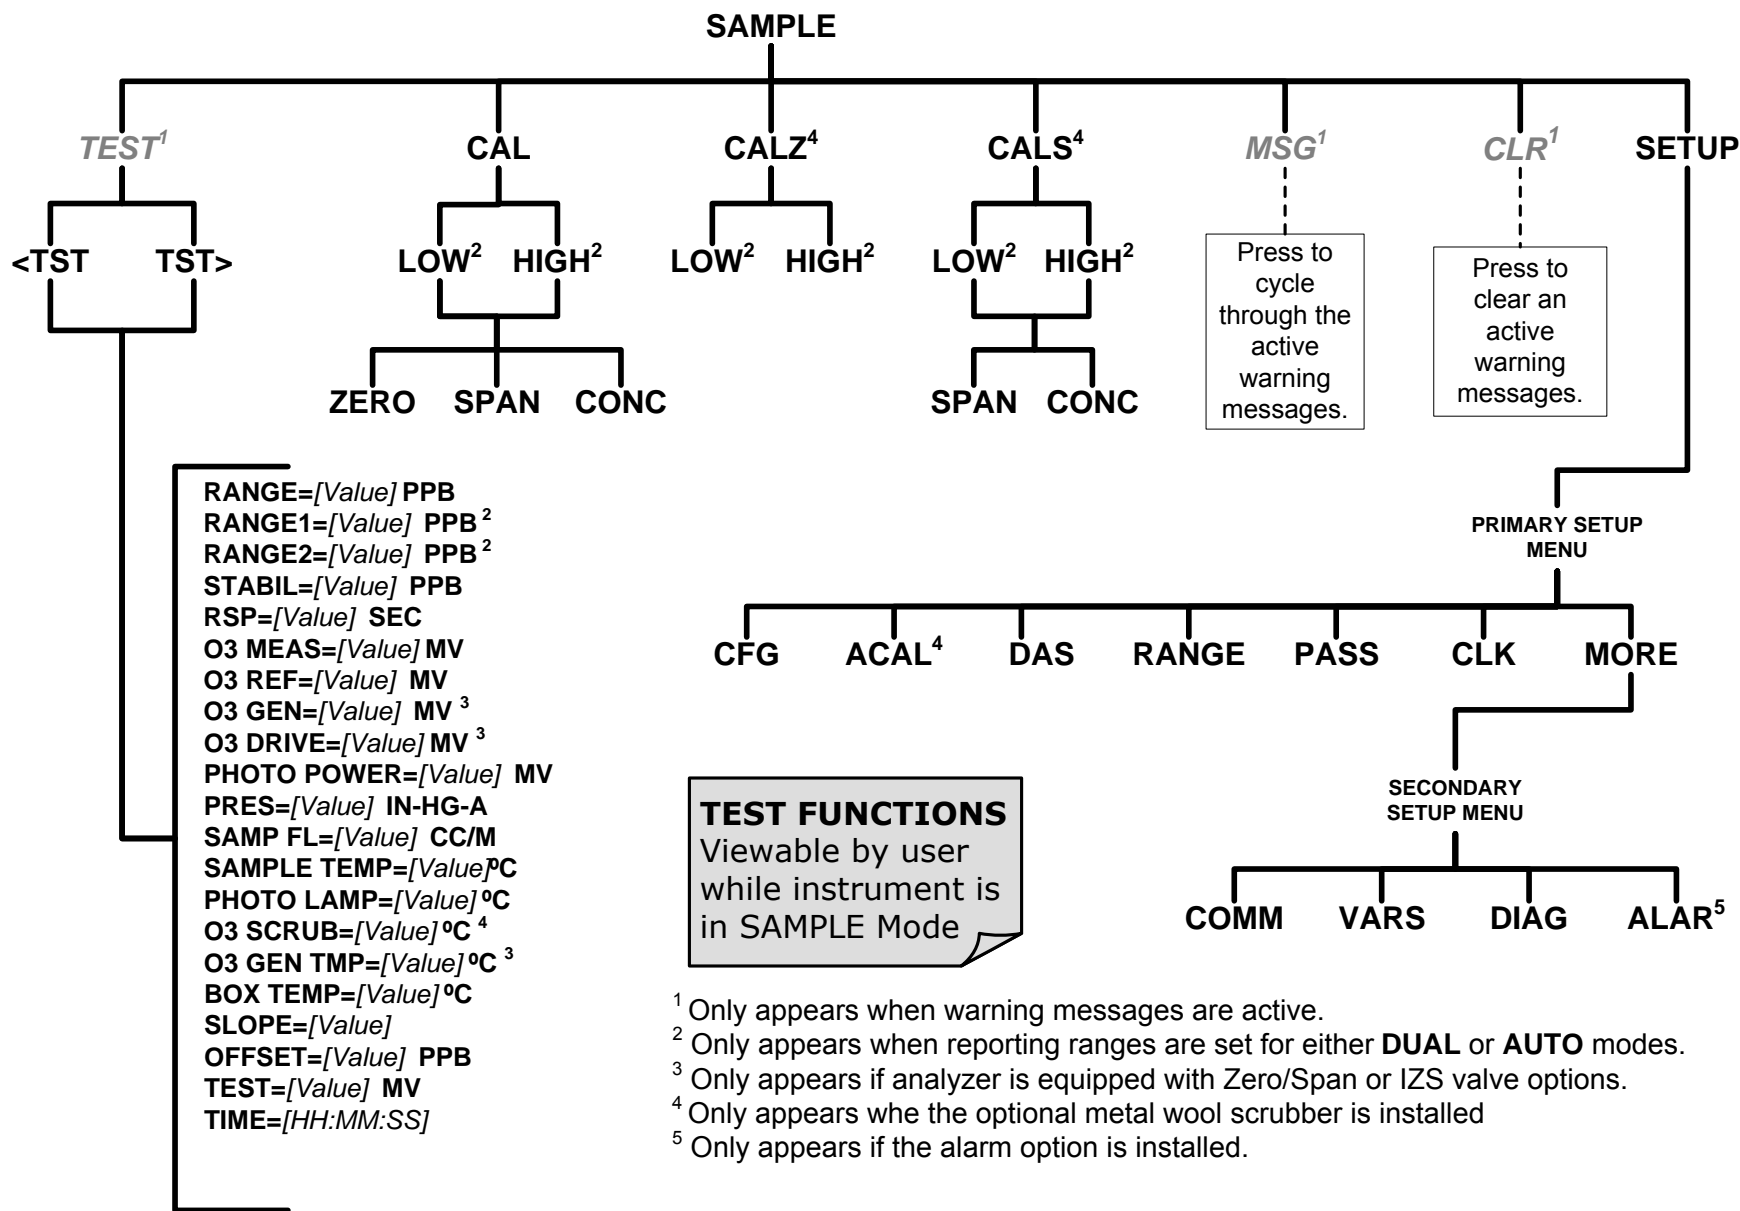 SAMPLE
TEST¹ CAL CALZ⁴ CALS⁴ MSG¹ CLR¹ SETUP
<TST TST> LOW² HIGH² LOW² HIGH² LOW² HIGH²
Press to
cycle
through the
active
warning
messages.
Press to
clear an
active
warning
messages.
ZERO SPAN CONC SPAN CONC
RANGE=[Value] PPB
RANGE1=[Value] PPB ²
RANGE2=[Value] PPB ²
STABIL=[Value] PPB
RSP=[Value] SEC
O3 MEAS=[Value] MV
O3 REF=[Value] MV
O3 GEN=[Value] MV ³
O3 DRIVE=[Value] MV ³
PHOTO POWER=[Value] MV
PRES=[Value] IN-HG-A
SAMP FL=[Value] CC/M
SAMPLE TEMP=[Value]ºC
PHOTO LAMP=[Value] ºC
O3 SCRUB=[Value] ºC ⁴
O3 GEN TMP=[Value] ºC ³
BOX TEMP=[Value] ºC
SLOPE=[Value]
OFFSET=[Value] PPB
TEST=[Value] MV
TIME=[HH:MM:SS]
PRIMARY SETUP
MENU
CFG ACAL⁴ DAS RANGE PASS CLK MORE
SECONDARY
SETUP MENU
COMM VARS DIAG ALAR⁵
TEST FUNCTIONS
Viewable by user
while instrument is
in SAMPLE Mode
¹ Only appears when warning messages are active.
² Only appears when reporting ranges are set for either DUAL or AUTO modes.
³ Only appears if analyzer is equipped with Zero/Span or IZS valve options.
⁴ Only appears whe the optional metal wool scrubber is installed
⁵ Only appears if the alarm option is installed.